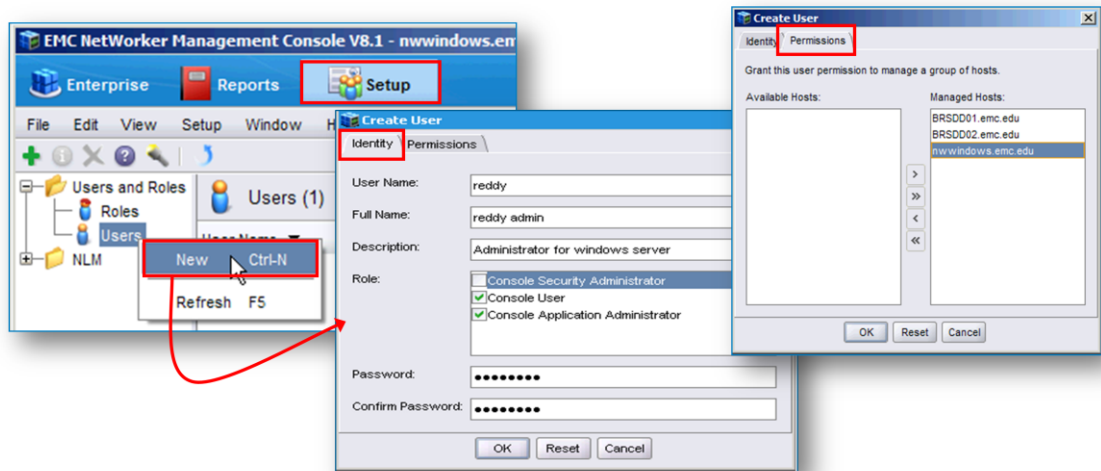 EMC NetWorker Management Console V8.1 - nwwindows.em
Enterprise Reports Setup
File Edit View Setup Window H
Users and Roles
Roles
Users
NLM
Users (1)
User Name
New Ctrl-N
Refresh F5
Create User
Identity Permissions
User Name: reddy
Full Name: reddy admin
Description: Administrator for windows server
Role: Console Security Administrator
Console User
Console Application Administrator
Password: ••••••••
Confirm Password: ••••••••
OK Reset Cancel
Create User
Identity Permissions
Grant this user permission to manage a group of hosts.
Available Hosts: Managed Hosts:
BRSDD01.emc.edu
BRSDD02.emc.edu
nwwindows.emc.edu
> 
>>
<
<<
OK Reset Cancel